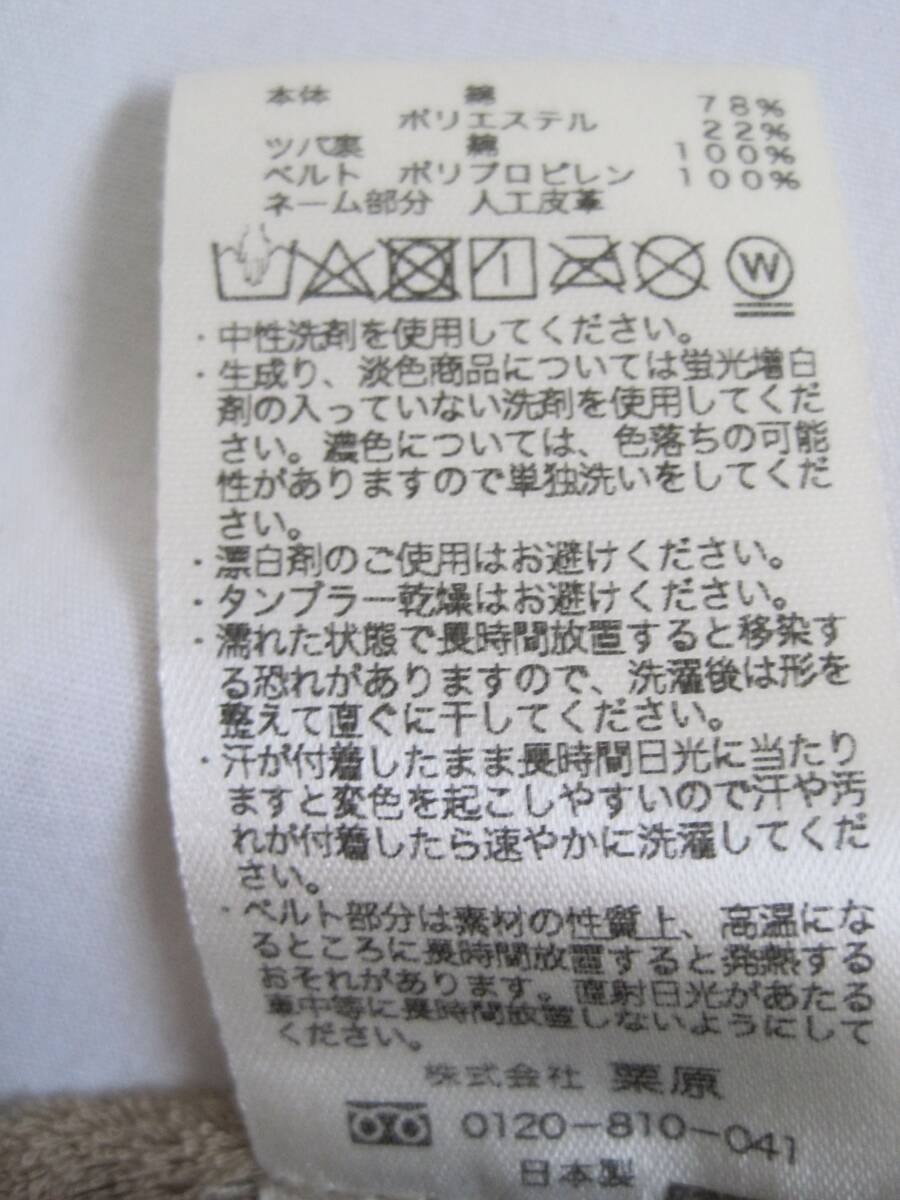 本体　綿　78%
ポリエステル　22%
ツバ裏　綿　100%
ベルト　ポリプロピレン　100%
ネーム部分　人工皮革
W
・中性洗剤を使用してください。
・生成り、淡色商品については蛍光増白
剤の入っていない洗剤を使用してくだ
さい。濃色については、色落ちの可能
性がありますので単独洗いをしてくだ
さい。
・漂白剤のご使用はお避けください。
・タンブラー乾燥はお避けください。
・濡れた状態で長時間放置すると移染す
る恐れがありますので、洗濯後は形を
整えて直ぐに干してください。
・汗が付着したまま長時間日光に当たり
ますと変色を起こしやすいので汗や汚
れが付着したら速やかに洗濯してくだ
さい。
・ベルト部分は素材の性質上、高温にな
るところに長時間放置すると発熱する
おそれがあります。直射日光があたる
車中等に長時間放置しないようにして
ください。
株式会社 栗原
0120-810-041
日本製